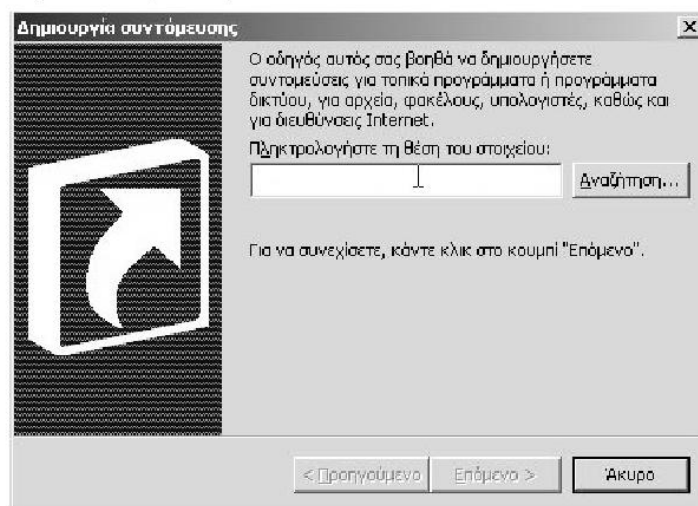 Δημιουργία συντόμευσης
Ο οδηγός αυτός σας βοηθά να δημιουργήσετε
συντομεύσεις για τοπικά προγράμματα ή προγράμματα
δικτύου, για αρχεία, φακέλους, υπολογιστές, καθώς και
για διευθύνσεις Internet.
Πληκτρολογήστε τη θέση του στοιχείου:
Αναζήτηση...
Για να συνεχίσετε, κάντε κλικ στο κουμπί "Επόμενο".
< Προηγούμενο
Επόμενο >
Άκυρο